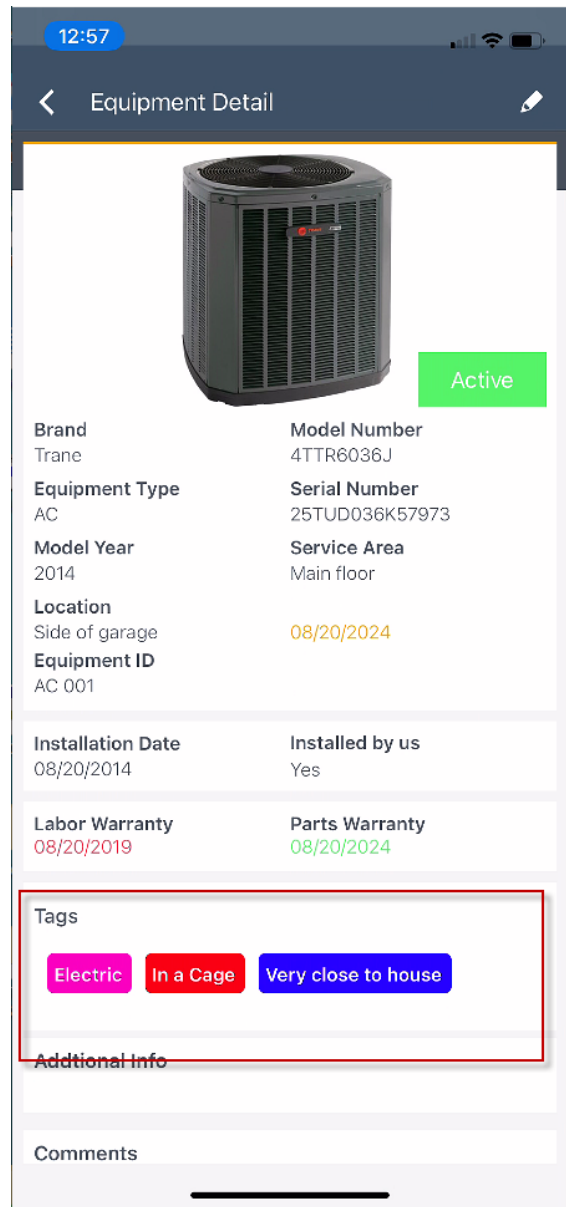 12:57
Equipment Detail
Active
Brand Model Number
Trane 4TTR6036J
Equipment Type Serial Number
AC 25TUD036K57973
Model Year Service Area
2014 Main floor
Location
Side of garage 08/20/2024
Equipment ID
AC 001
Installation Date Installed by us
08/20/2014 Yes
Labor Warranty Parts Warranty
08/20/2019 08/20/2024
Tags
Electric In a Cage Very close to house
Addtional Info
Comments